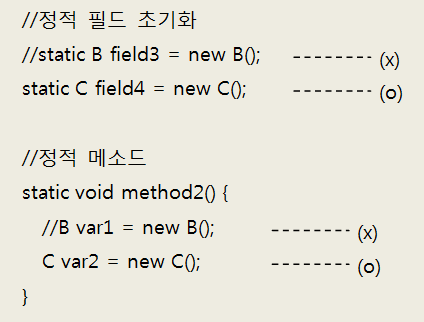 //정적 필드 초기화
//static B field3 = new B(); -------- (x)
static C field4 = new C(); -------- (o)
//정적 메소드
static void method2() {
//B var1 = new B(); -------- (x)
C var2 = new C(); -------- (o)
}